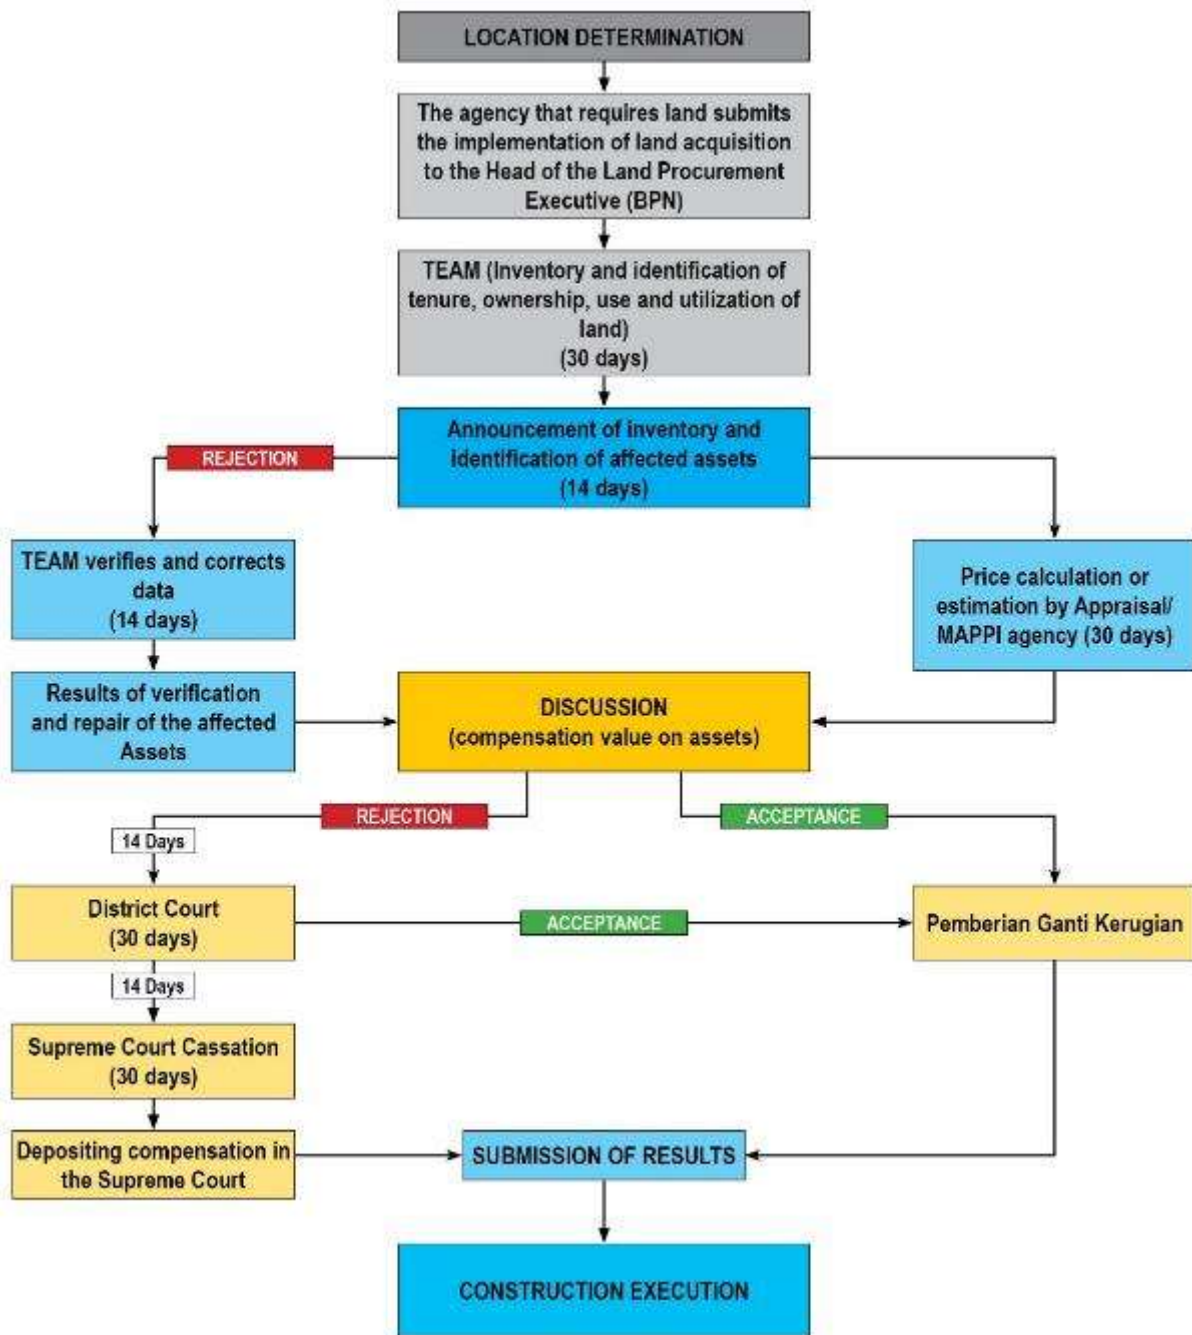 LOCATION DETERMINATION
The agency that requires land submits
the implementation of land acquisition
to the Head of the Land Procurement
Executive (BPN)
TEAM (Inventory and identification of
tenure, ownership, use and utilization of
land)
(30 days)
Announcement of inventory and
identification of affected assets
(14 days)
REJECTION
TEAM verifies and corrects
data
(14 days)
Price calculation or
estimation by Appraisal/
MAPPI agency (30 days)
Results of verification
and repair of the affected
Assets
DISCUSSION
(compensation value on assets)
REJECTION
ACCEPTANCE
14 Days
District Court
(30 days)
ACCEPTANCE
Pemberian Ganti Kerugian
14 Days
Supreme Court Cassation
(30 days)
Depositing compensation in
the Supreme Court
SUBMISSION OF RESULTS
CONSTRUCTION EXECUTION